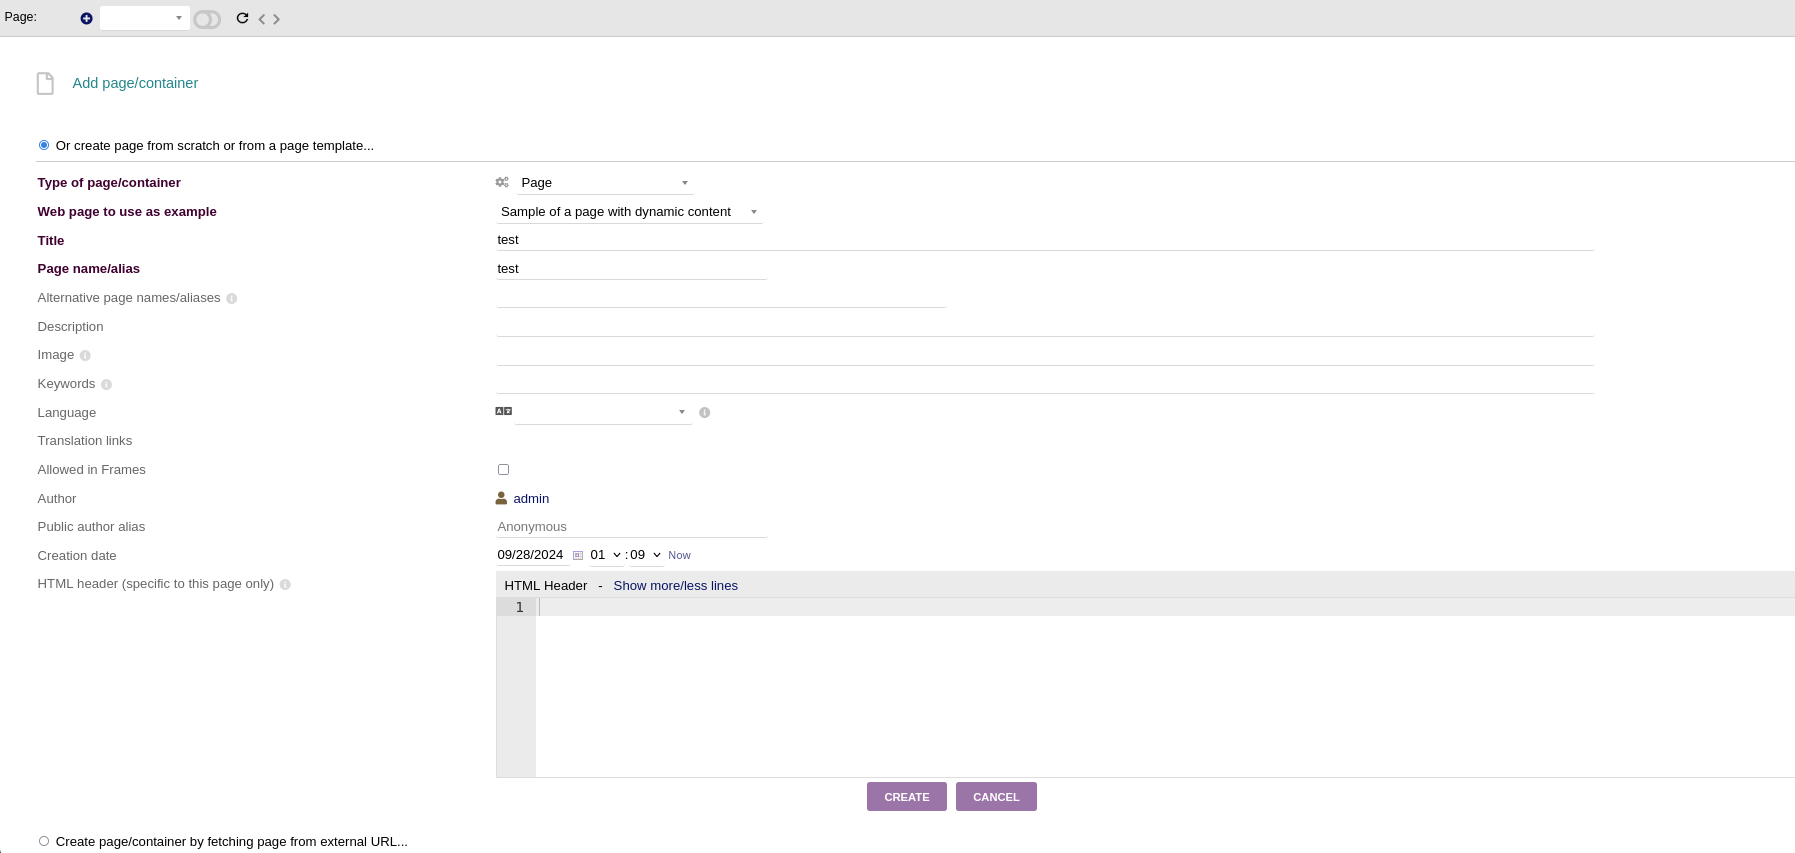 Page:
Add page/container
Or create page from scratch or from a page template...
Type of page/container Page
Web page to use as example Sample of a page with dynamic content
Title test
Page name/alias test
Alternative page names/aliases
Description
Image
Keywords
Language
Translation links
Allowed in Frames
Author admin
Public author alias Anonymous
Creation date 09/28/2024 01 : 09 Now
HTML header (specific to this page only) HTML Header - Show more/less lines
1
CREATE CANCEL
Create page/container by fetching page from external URL...